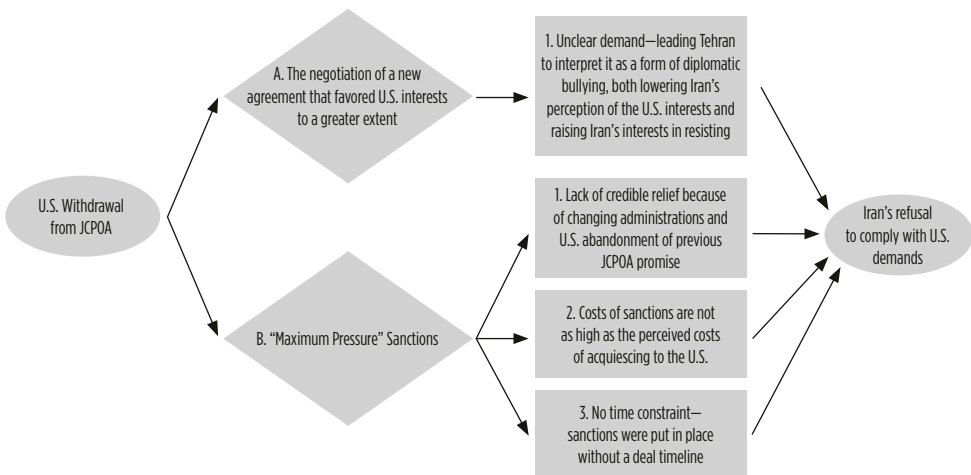 U.S. Withdrawal
from JCPOA
A. The negotiation of a new
agreement that favored U.S. interests
to a greater extent
1. Unclear demand—leading Tehran
to interpret it as a form of diplomatic
bullying, both lowering Iran's
perception of the U.S. interests and
raising Iran's interests in resisting
B. “Maximum Pressure” Sanctions
1. Lack of credible relief because
of changing administrations and
U.S. abandonment of previous
JCPOA promise
2. Costs of sanctions are not
as high as the perceived costs
of acquiescing to the U.S.
3. No time constraint—
sanctions were put in place
without a deal timeline
Iran's refusal
to comply with U.S.
demands